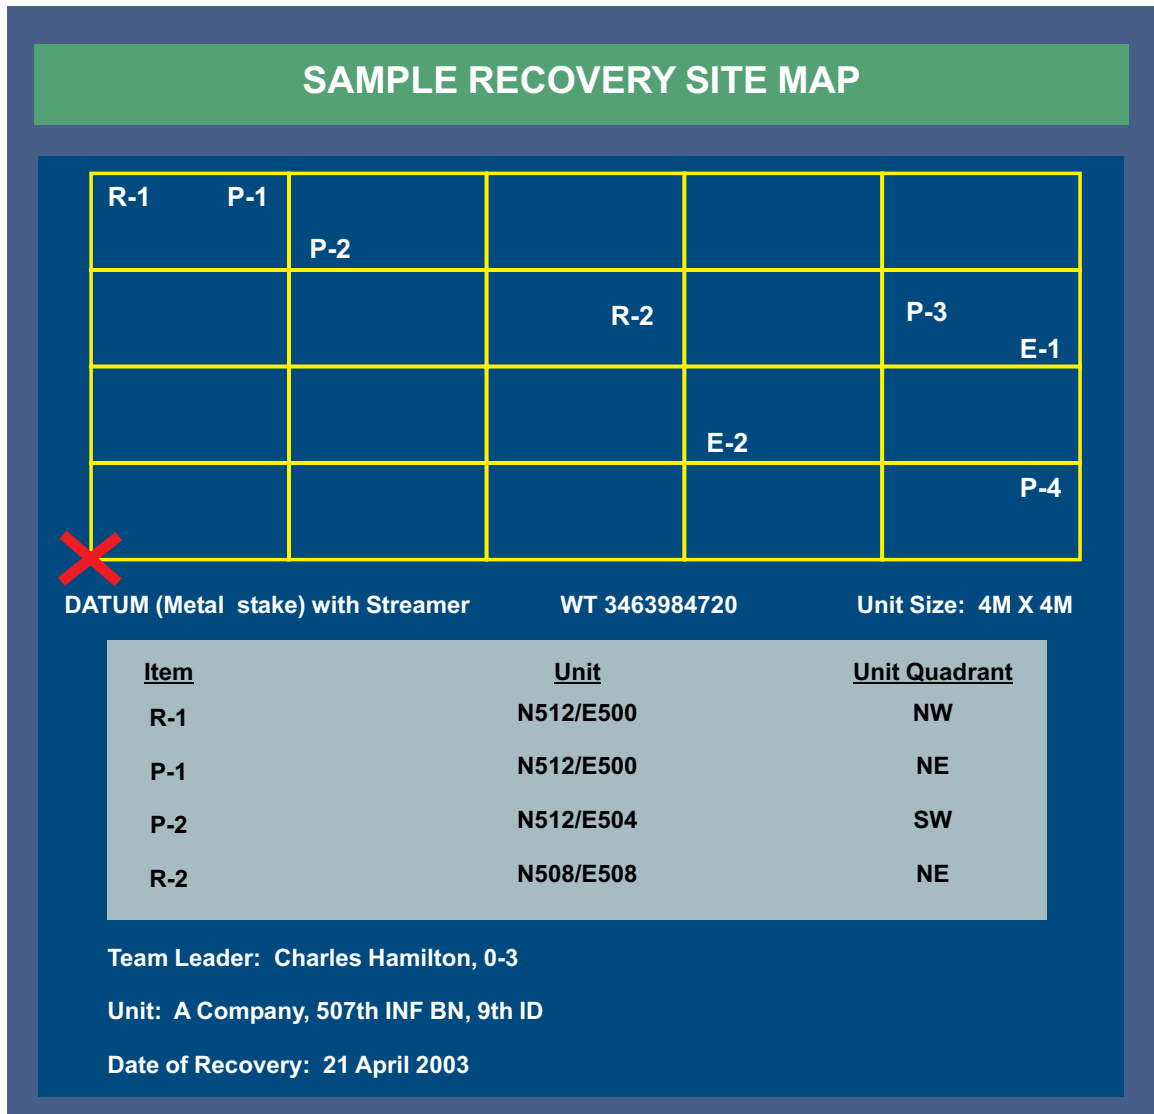 SAMPLE RECOVERY SITE MAP
R-1 P-1
P-2
R-2 P-3
E-1
E-2
P-4
DATUM (Metal stake) with Streamer WT 3463984720 Unit Size: 4M X 4M
Item Unit Unit Quadrant
R-1 N512/E500 NW
P-1 N512/E500 NE
P-2 N512/E504 SW
R-2 N508/E508 NE
Team Leader: Charles Hamilton, 0-3
Unit: A Company, 507th INF BN, 9th ID
Date of Recovery: 21 April 2003